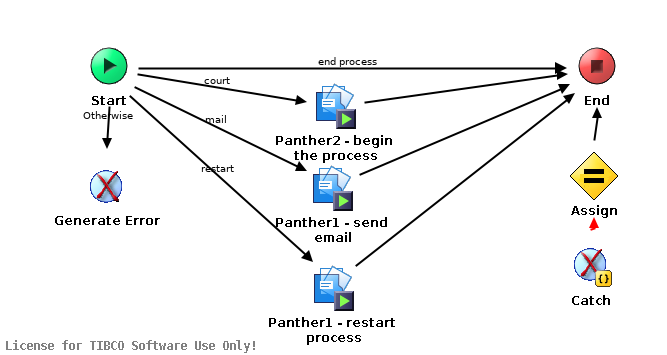 end process
court
Start
End
Otherwise
mail
Panther2 - begin
the process
restart
Generate Error
Assign
Panther1 - send
email
Catch
Panther1 - restart
process
License for TIBCO Software Use Only!